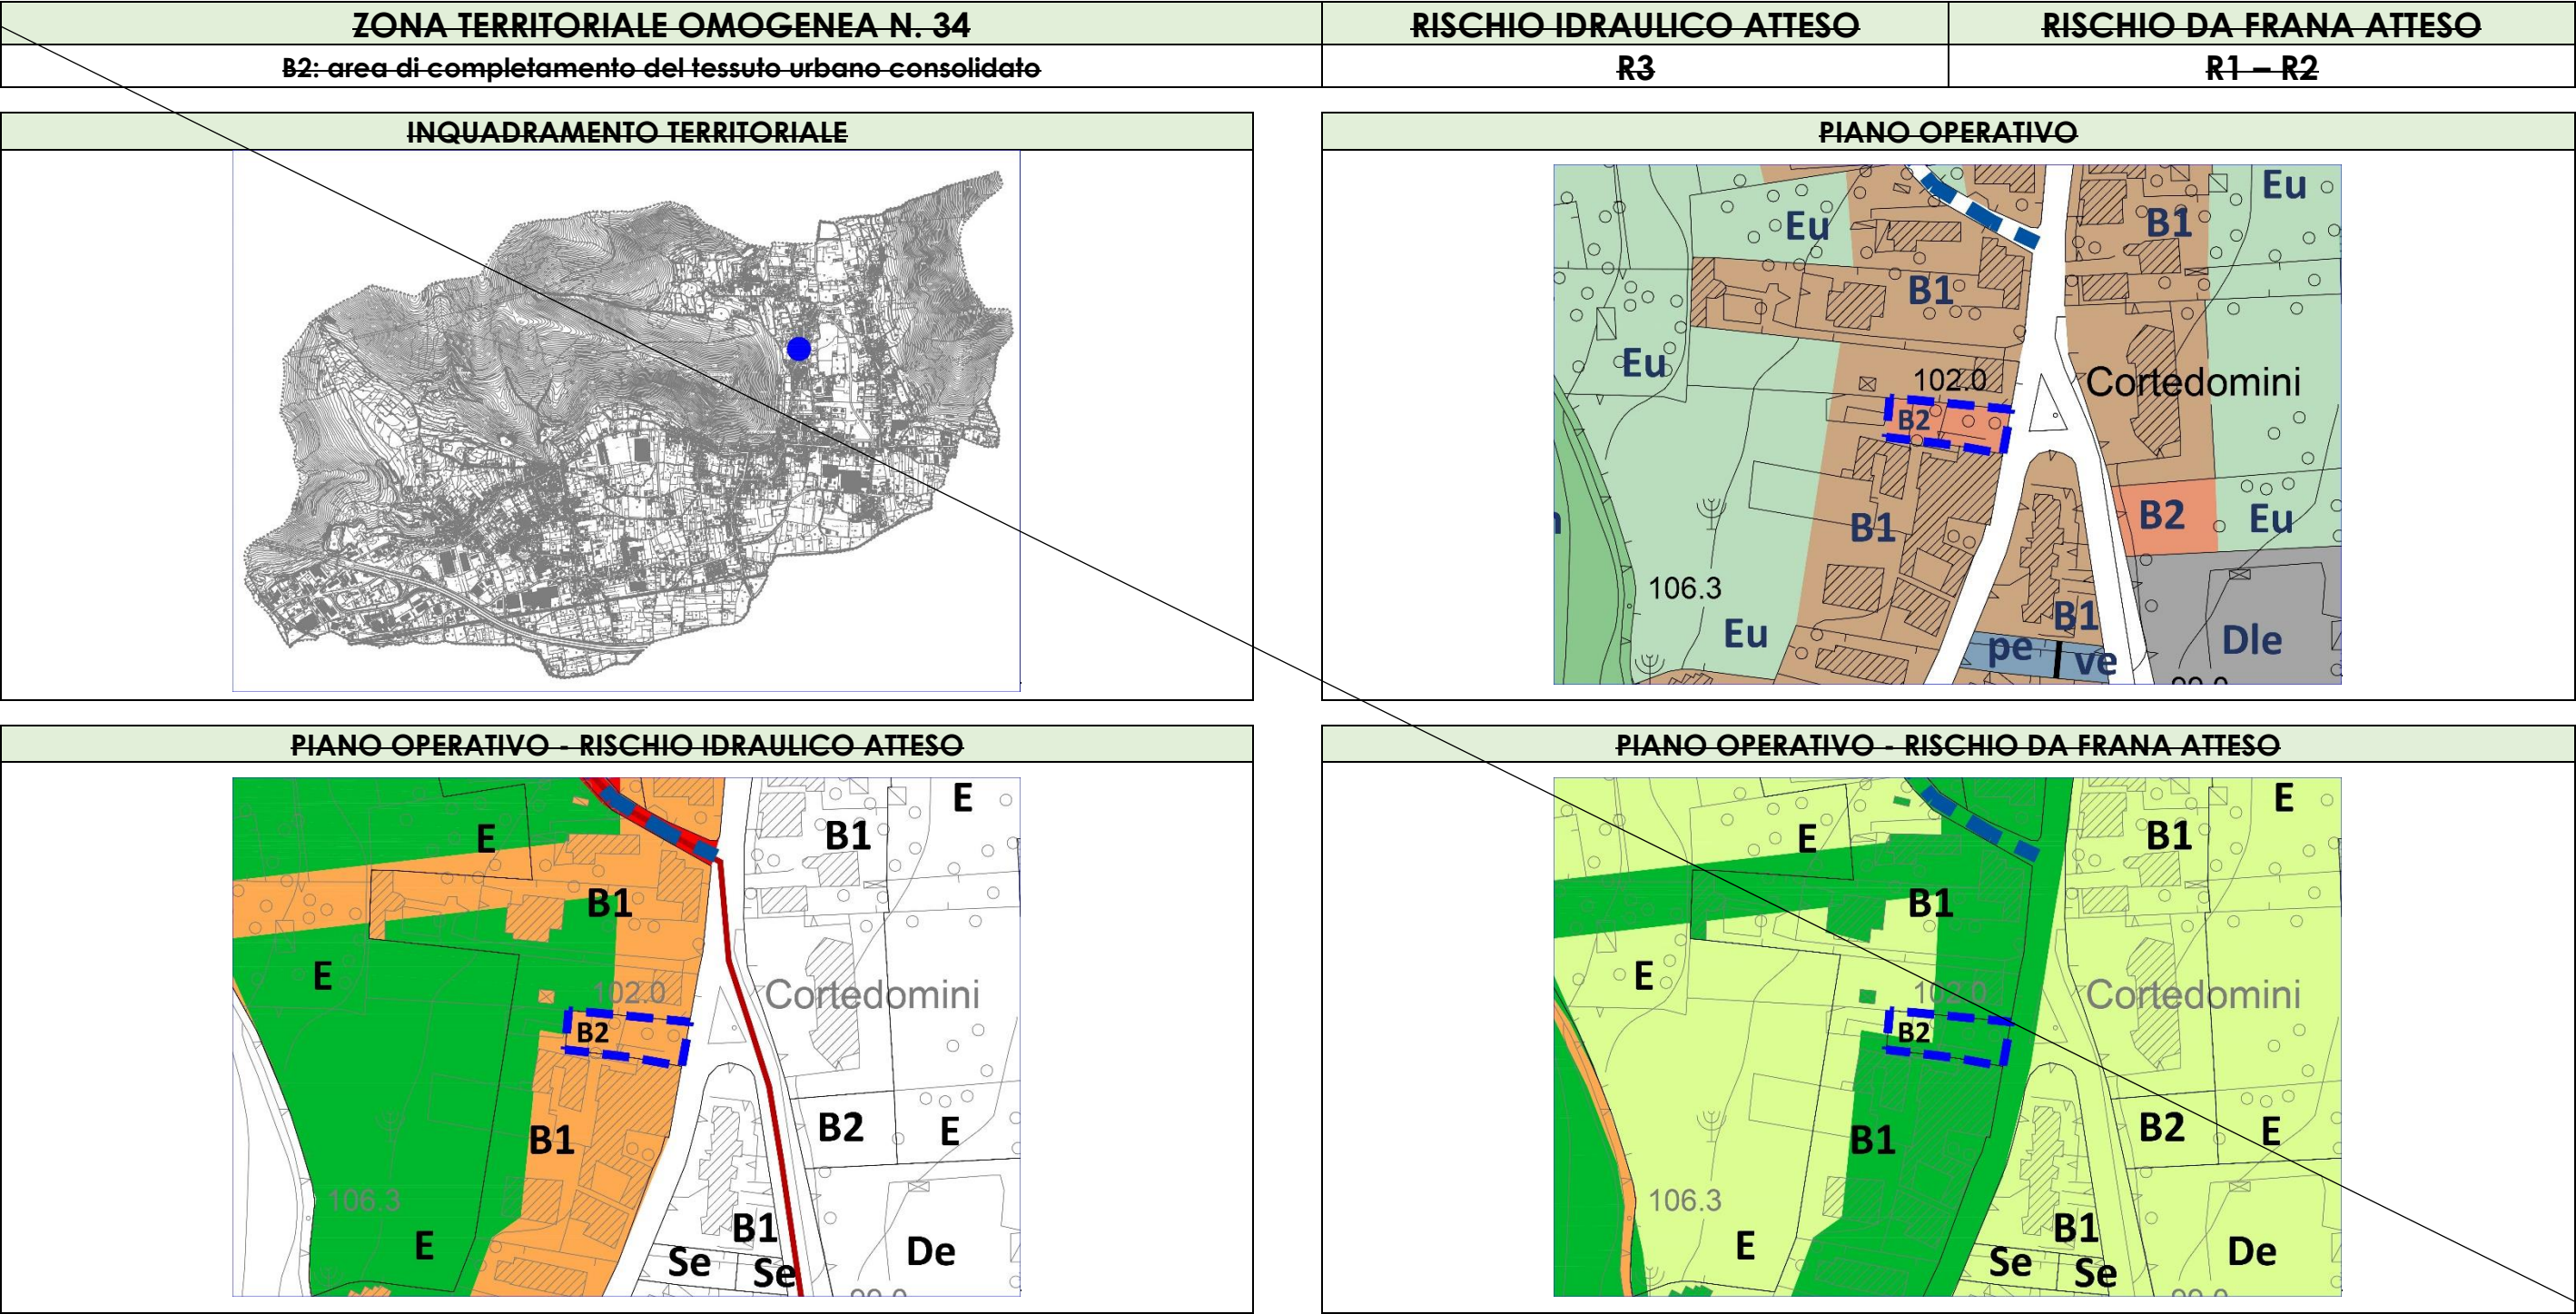 ZONA TERRITORIALE OMOGENEA N. 34
RISCHIO IDRAULICO ATTESO
RISCHIO DA FRANA ATTESO
B2: area di completamento del tessuto urbano consolidato
R3
R1 – R2
INQUADRAMENTO TERRITORIALE
PIANO OPERATIVO
Eu
Eu
B1
B1
Eu
102.0
Cortedomini
B2
B2
Eu
B1
106.3
Eu
B1
pe
ve
Dle
PIANO OPERATIVO - RISCHIO IDRAULICO ATTESO
PIANO OPERATIVO - RISCHIO DA FRANA ATTESO
E
E
B1
B1
E
102.0
Cortedomini
B2
B2
E
B1
106.3
E
B1
Se
Se
De
E
E
B1
B1
E
102.0
Cortedomini
B2
B2
E
B1
106.3
E
B1
Se
Se
De